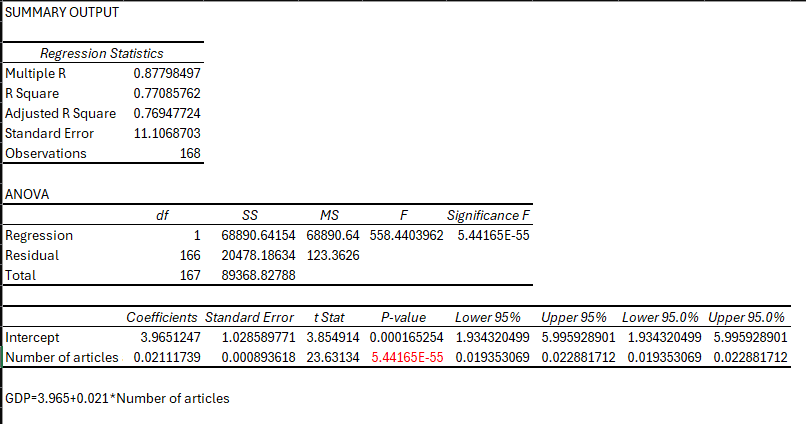 SUMMARY OUTPUT
Regression Statistics
Multiple R 0.87798497
R Square 0.77085762
Adjusted R Square 0.76947724
Standard Error 11.1068703
Observations 168
ANOVA
df SS MS F Significance F
Regression 1 68890.64154 68890.64 558.4403962 5.44165E-55
Residual 166 20478.18634 123.3626
Total 167 89368.82788
Coefficients Standard Error t Stat P-value Lower 95% Upper 95% Lower 95.0% Upper 95.0%
Intercept 3.9651247 1.028589771 3.854914 0.000165254 1.934320499 5.995928901 1.934320499 5.995928901
Number of articles 0.02111739 0.000893618 23.63134 5.44165E-55 0.019353069 0.022881712 0.019353069 0.022881712
GDP=3.965+0.021*Number of articles